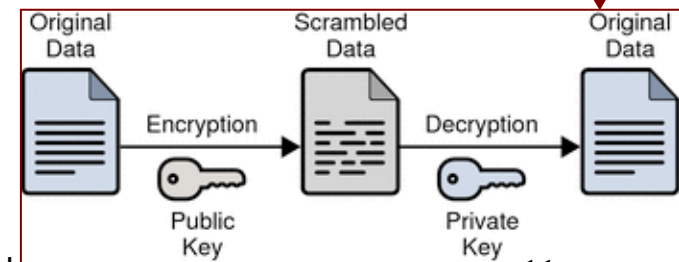 Original
Data
Scrambled
Data
Original
Data
Encryption
Decryption
Public
Key
Private
Key